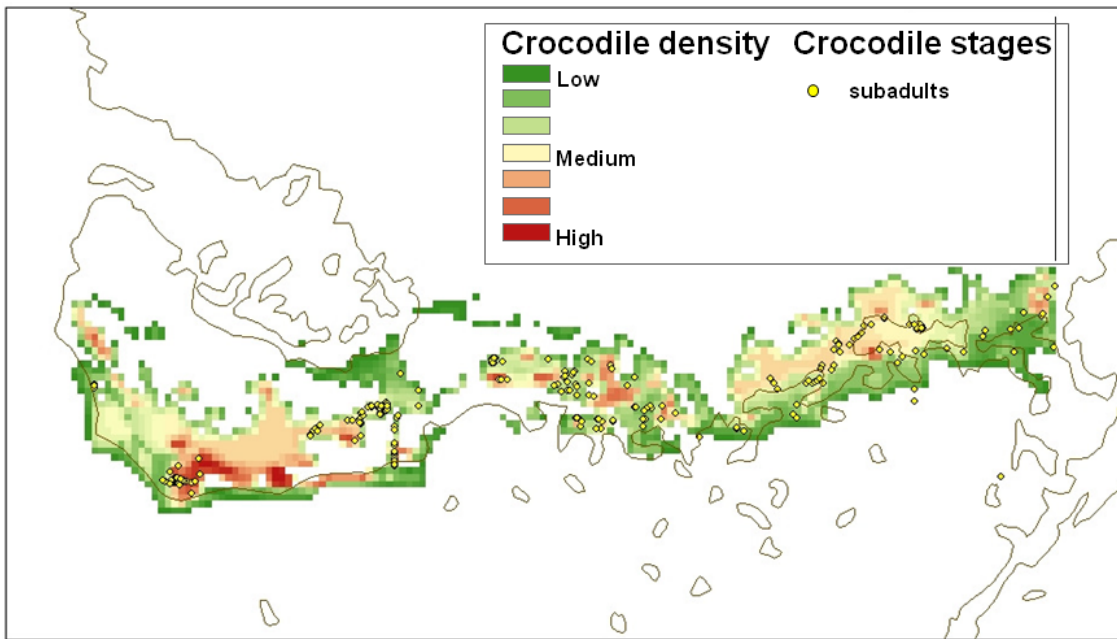 Crocodile density
Low
Medium
High
Crocodile stages
subadults